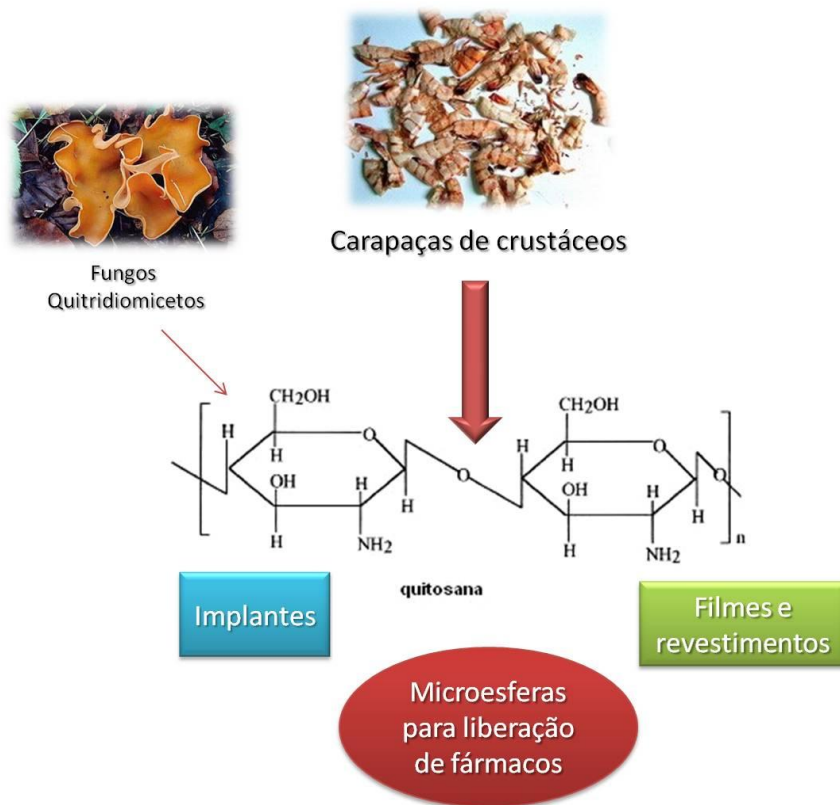 Carapaças de crustáceos
Fungos
Quitridiomicetos
CH2OH
CH2OH
H
O
H
O
H
H
OH
H
O
OH
H
O
H
H
H
NH2
H
NH2
n
quitosana
Implantes
Filmes e
revestimentos
Microesferas
para liberação
de fármacos